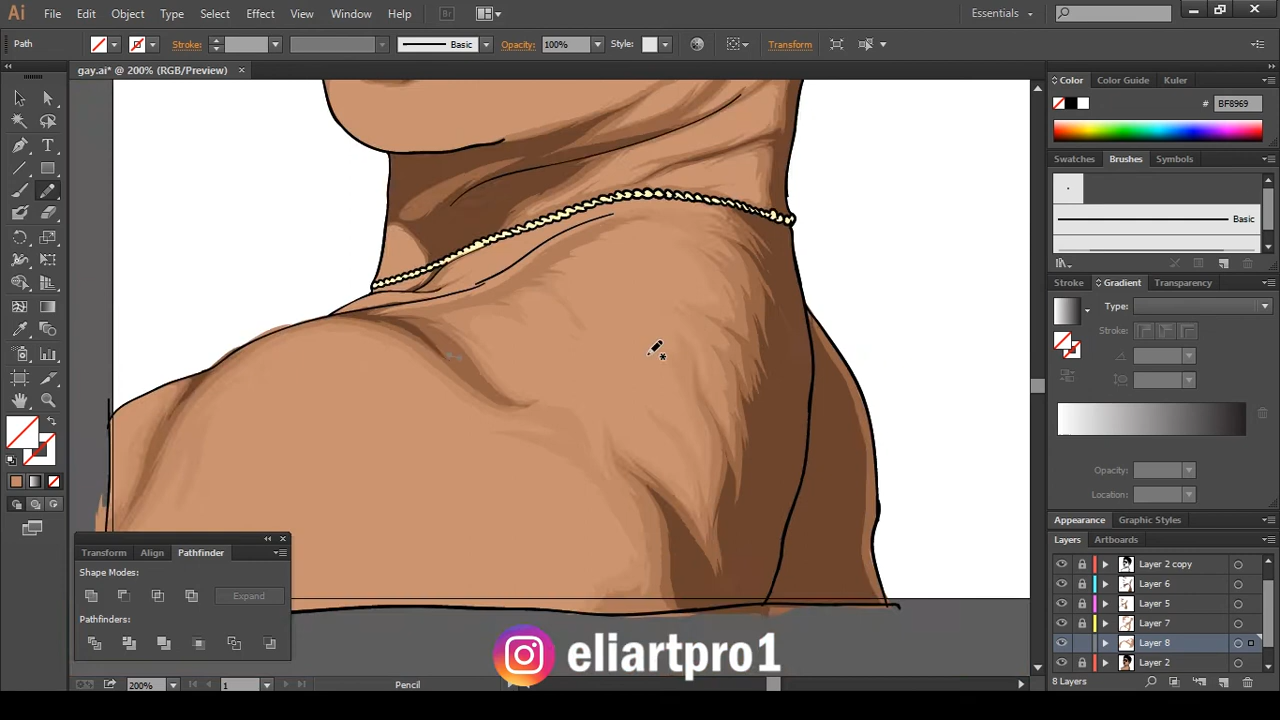 Ai File Edit Object Type Select Effect View Window Help Br Essentials
Path Stroke: Basic Opacity: 100% Style: Transform
gay.ai* @ 200% (RGB/Preview)
Color Color Guide Kuler
# BF8969
Swatches Brushes Symbols
Basic
Stroke Gradient Transparency
Type:
Stroke:
Opacity:
Location:
Appearance Graphic Styles
Layers Artboards
Layer 2 copy
Layer 6
Layer 5
Layer 7
Layer 8
Layer 2
8 Layers
Transform Align Pathfinder
Shape Modes:
Expand
Pathfinders:
eliartpro1
200% 1 Pencil